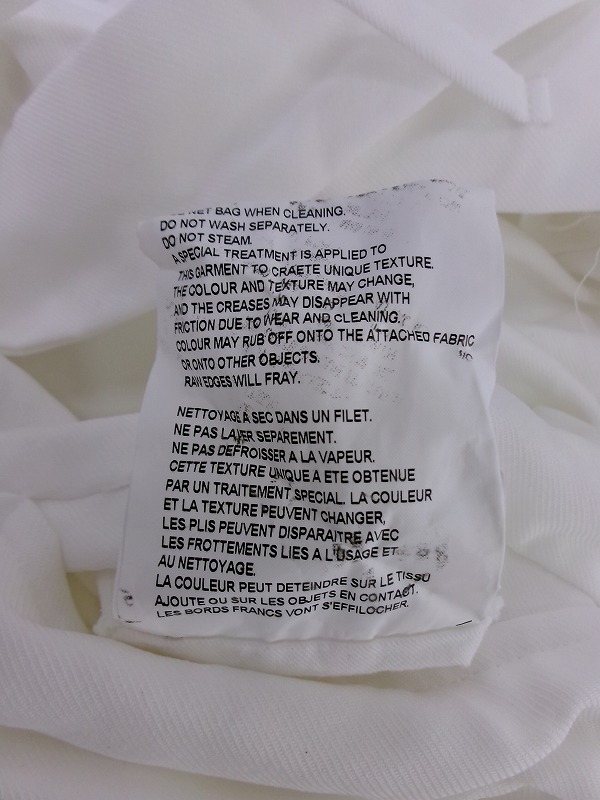 NET BAG WHEN CLEANING.
DO NOT WASH SEPARATELY.
DO NOT STEAM.
A SPECIAL TREATMENT IS APPLIED TO
THIS GARMENT TO CRAETE UNIQUE TEXTURE.
THE COLOUR AND TEXTURE MAY CHANGE,
AND THE CREASES MAY DISAPPEAR WITH
FRICTION DUE TO WEAR AND CLEANING.
COLOUR MAY RUB OFF ONTO THE ATTACHED FABRIC
OR ONTO OTHER OBJECTS.
RAW EDGES WILL FRAY.
NETTOYAGE A SEC DANS UN FILET.
NE PAS LAVER SEPAREMENT.
NE PAS DEFROISSER A LA VAPEUR.
CETTE TEXTURE UNIQUE A ETE OBTENUE
PAR UN TRAITEMENT SPECIAL. LA COULEUR
ET LA TEXTURE PEUVENT CHANGER,
LES PLIS PEUVENT DISPARAITRE AVEC
LES FROTTEMENTS LIES A L'USAGE ET
AU NETTOYAGE.
LA COULEUR PEUT DETEINDRE SUR LE TISSU
AJOUTE OU SUR LES OBJETS EN CONTACT.
LES BORDS FRANCS VONT S'EFFILOCHER.